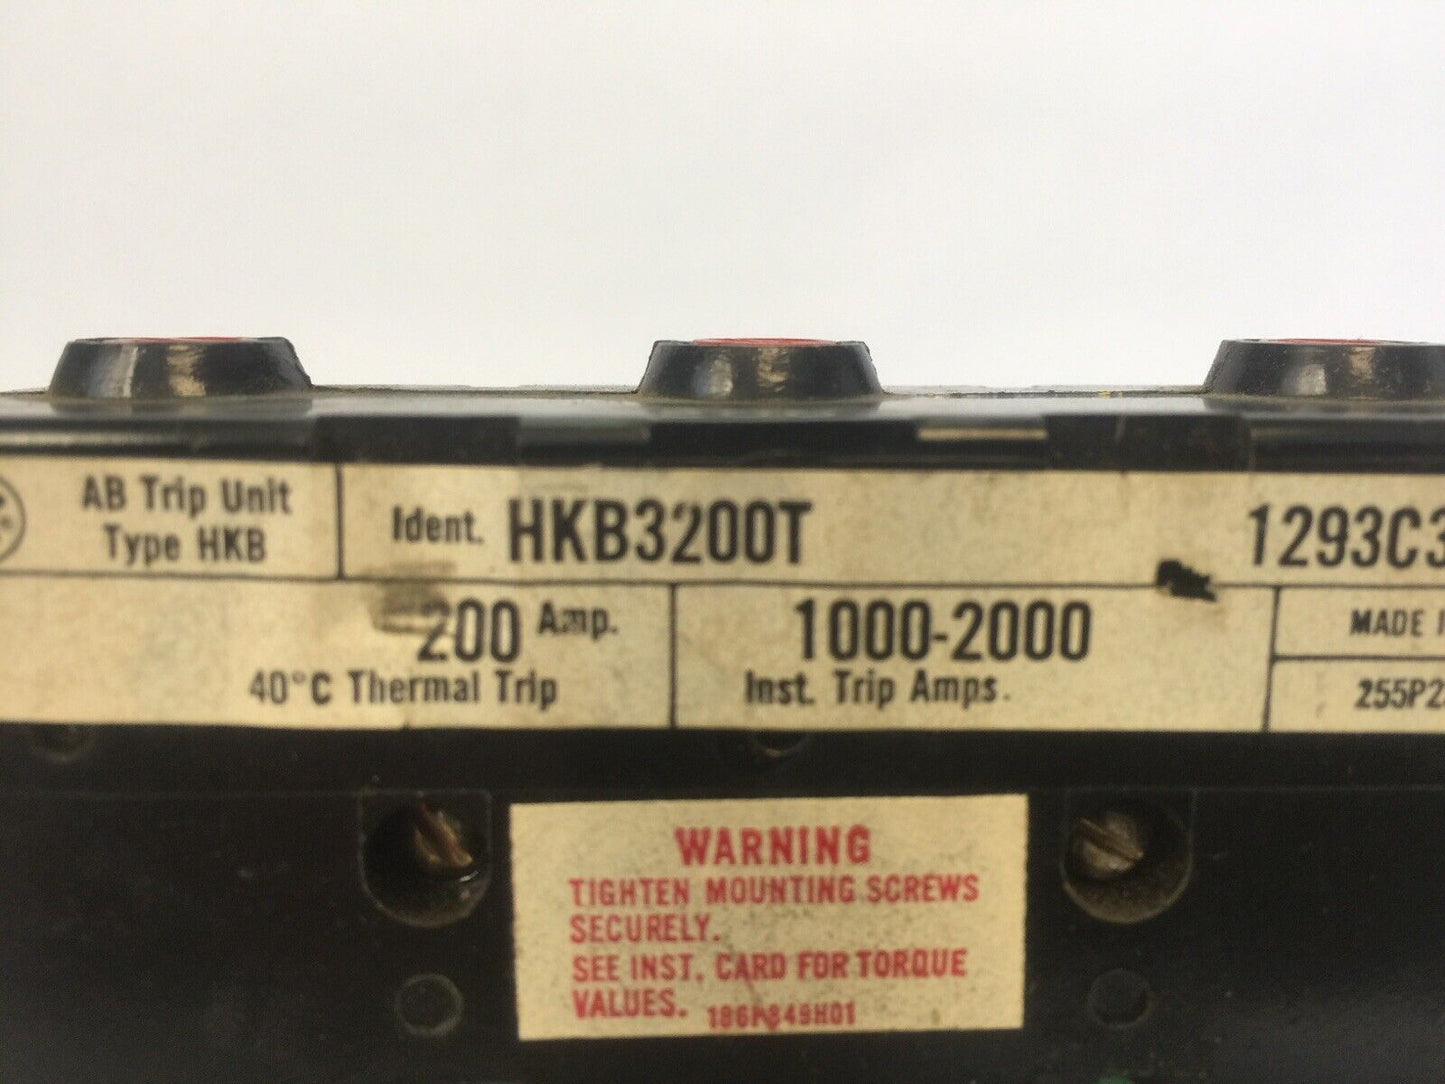 AB Trip Unit
Type HKB
Ident. HKB3200T
1293C3
200 Amp.
40°C Thermal Trip
1000-2000
Inst. Trip Amps.
MADE
255P2
WARNING
TIGHTEN MOUNTING SCREWS
SECURELY.
SEE INST. CARD FOR TORQUE
VALUES. 196P849H01